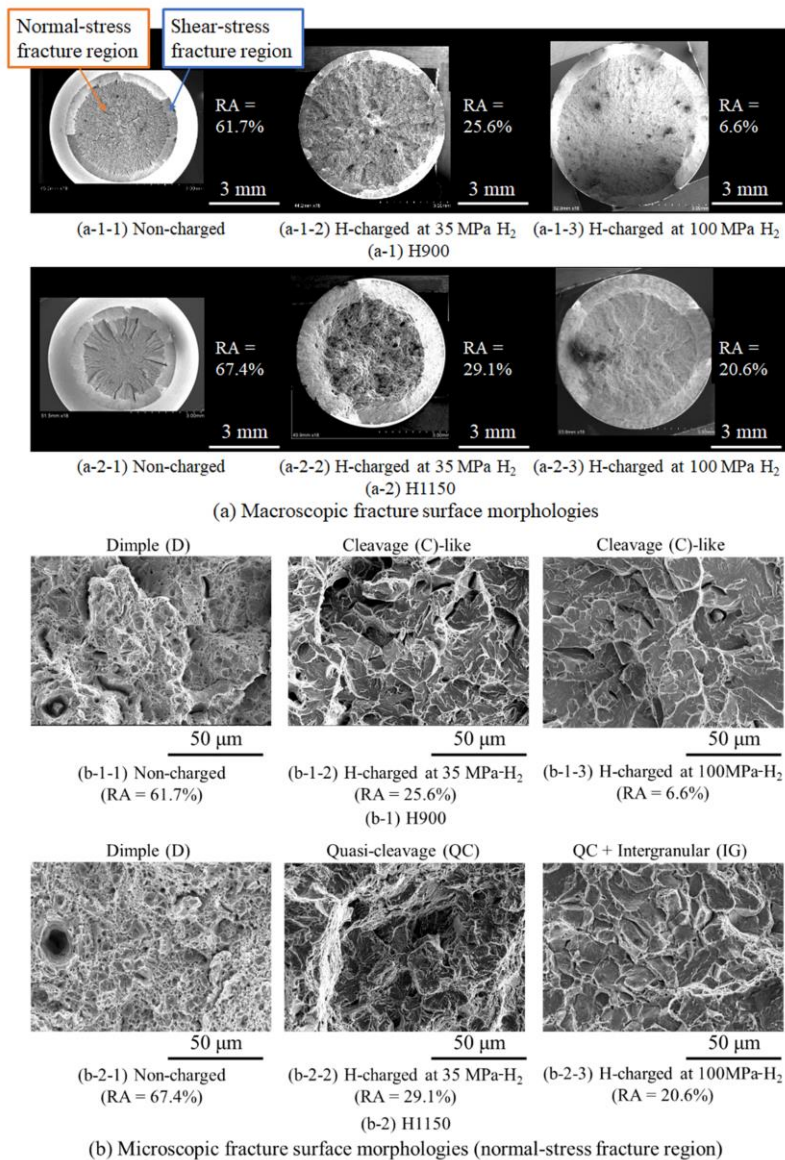 Normal-stress
fracture region
Shear-stress
fracture region
RA =
61.7%
RA =
25.6%
RA =
6.6%
3 mm
3 mm
3 mm
(a-1-1) Non-charged
(a-1-2) H-charged at 35 MPa H₂
(a-1-3) H-charged at 100 MPa H₂
(a-1) H900
RA =
67.4%
RA =
29.1%
RA =
20.6%
3 mm
3 mm
3 mm
(a-2-1) Non-charged
(a-2-2) H-charged at 35 MPa H₂
(a-2-3) H-charged at 100 MPa H₂
(a-2) H1150
(a) Macroscopic fracture surface morphologies
Dimple (D)
Cleavage (C)-like
Cleavage (C)-like
50 μm
50 μm
50 μm
(b-1-1) Non-charged
(RA = 61.7%)
(b-1-2) H-charged at 35 MPa-H₂
(RA = 25.6%)
(b-1-3) H-charged at 100MPa-H₂
(RA = 6.6%)
(b-1) H900
Dimple (D)
Quasi-cleavage (QC)
QC + Intergranular (IG)
50 μm
50 μm
50 μm
(b-2-1) Non-charged
(RA = 67.4%)
(b-2-2) H-charged at 35 MPa-H₂
(RA = 29.1%)
(b-2-3) H-charged at 100MPa-H₂
(RA = 20.6%)
(b-2) H1150
(b) Microscopic fracture surface morphologies (normal-stress fracture region)